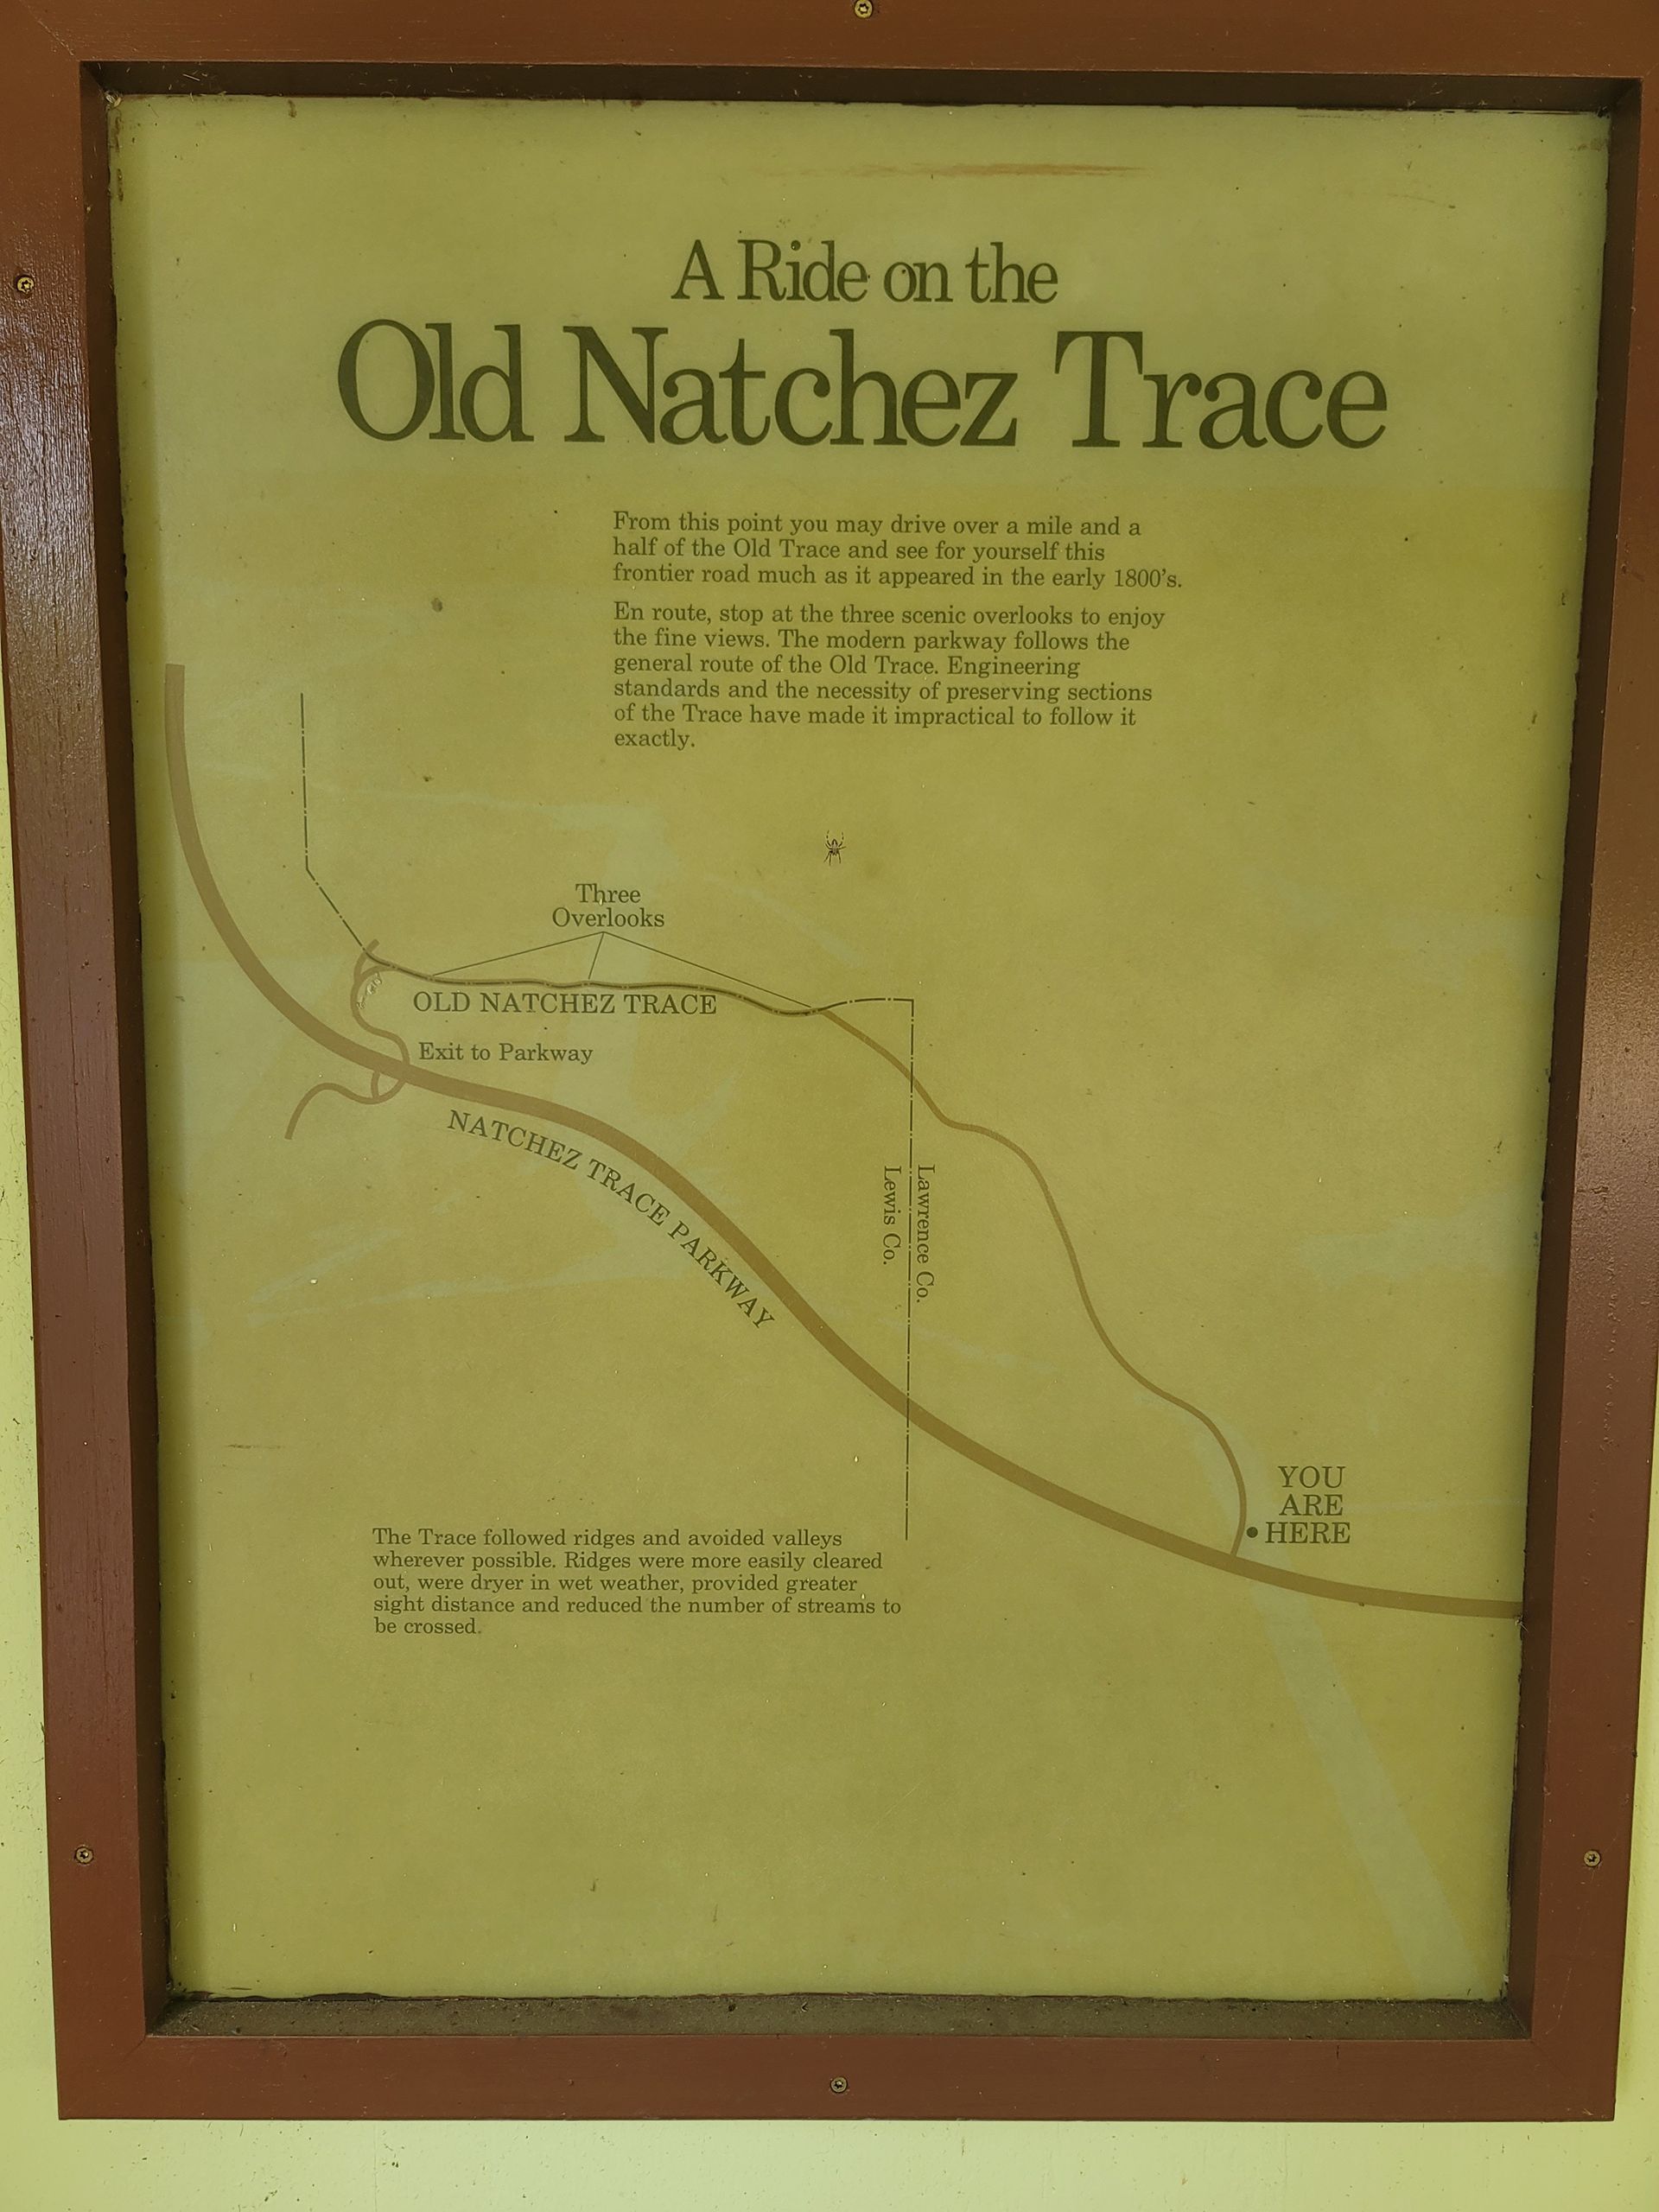 A Ride on the
Old Natchez Trace
From this point you may drive over a mile and a
half of the Old Trace and see for yourself this
frontier road much as it appeared in the early 1800's.
En route, stop at the three scenic overlooks to enjoy
the fine views. The modern parkway follows the
general route of the Old Trace. Engineering
standards and the necessity of preserving sections
of the Trace have made it impractical to follow it
exactly.
Three
Overlooks
OLD NATCHEZ TRACE
Exit to Parkway
NATCHEZ TRACE PARKWAY
Lawrence Co.
Lewis Co.
YOU
ARE
HERE
The Trace followed ridges and avoided valleys
wherever possible. Ridges were more easily cleared
out, were dryer in wet weather, provided greater
sight distance and reduced the number of streams to
be crossed.